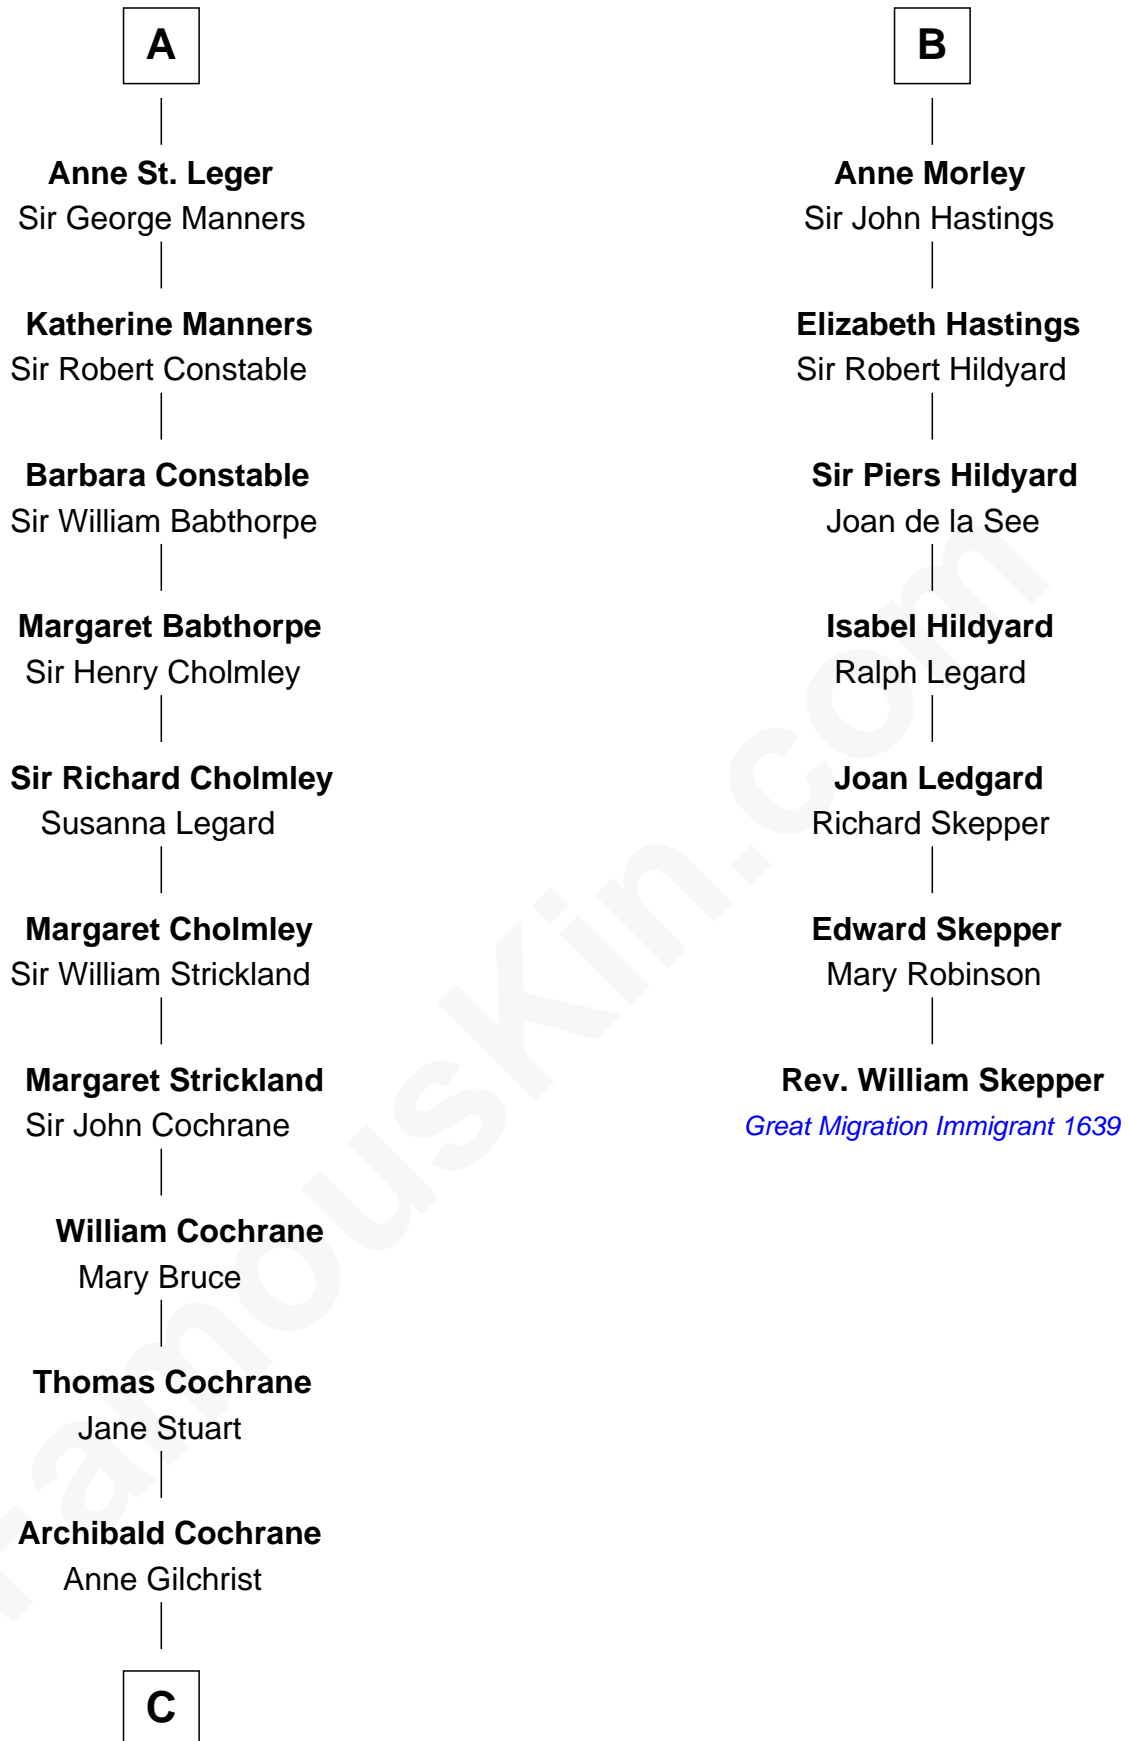 A
Anne St. Leger
Sir George Manners
Katherine Manners
Sir Robert Constable
Barbara Constable
Sir William Babthorpe
Margaret Babthorpe
Sir Henry Cholmley
Sir Richard Cholmley
Susanna Legard
Margaret Cholmley
Sir William Strickland
Margaret Strickland
Sir John Cochrane
William Cochrane
Mary Bruce
Thomas Cochrane
Jane Stuart
Archibald Cochrane
Anne Gilchrist
C
B
Anne Morley
Sir John Hastings
Elizabeth Hastings
Sir Robert Hildyard
Sir Piers Hildyard
Joan de la See
Isabel Hildyard
Ralph Legard
Joan Ledgard
Richard Skepper
Edward Skepper
Mary Robinson
Rev. William Skepper
Great Migration Immigrant 1639
FamousKin.com